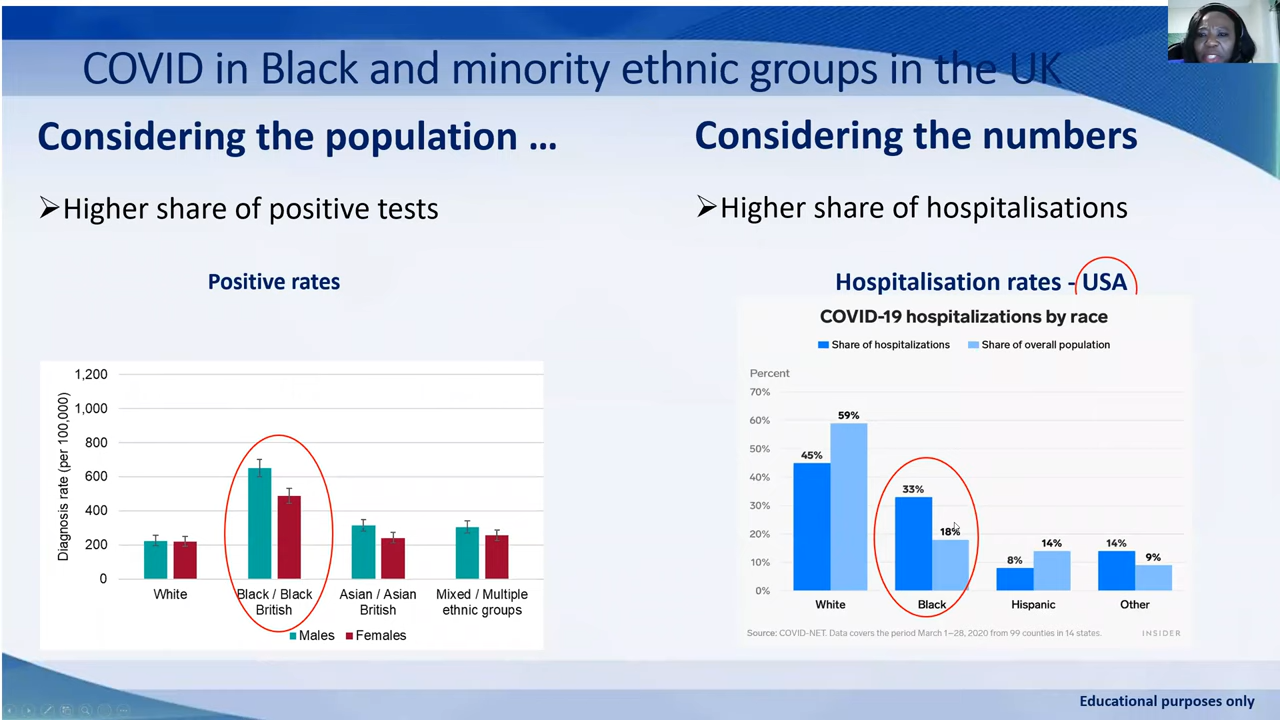 COVID in Black and minority ethnic groups in the UK
Considering the population ...
➢Higher share of positive tests
Positive rates
Diagnosis rate (per 100,000)
1,200
1,000
800
600
400
200
0
White
Black / Black
British
Asian / Asian
British
Mixed / Multiple
ethnic groups
Males
Females
Considering the numbers
➢Higher share of hospitalisations
Hospitalisation rates - USA
COVID-19 hospitalizations by race
Share of hospitalizations
Share of overall population
Percent
70%
60%
50%
40%
30%
20%
10%
0%
45%
59%
33%
18%
8%
14%
14%
9%
White
Black
Hispanic
Other
Source: COVID-NET. Data covers the period March 1–28, 2020 from 99 counties in 14 states.
INSIDER
Educational purposes only